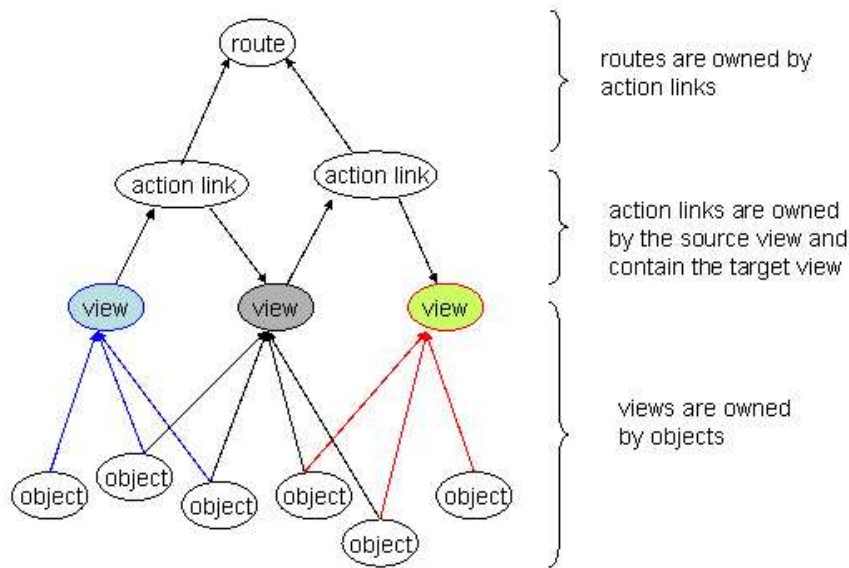 route
routes are owned by
action links
action link
action link
action links are owned
by the source view and
contain the target view
view
view
view
views are owned
by objects
object
object
object
object
object
object